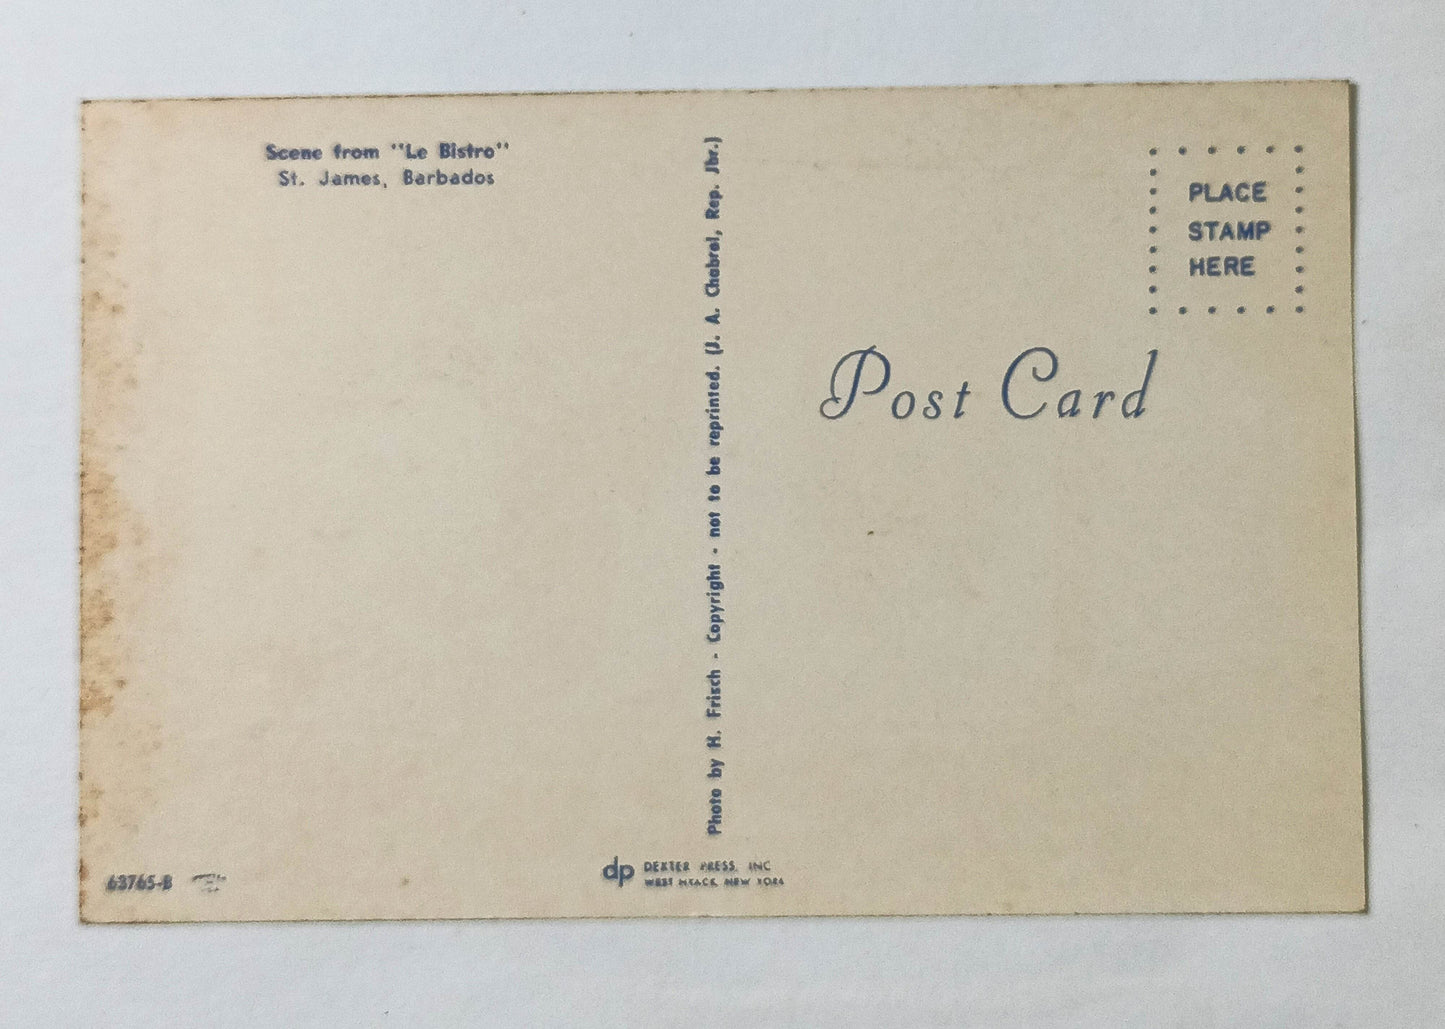 Scene from "Le Bistro"
St. James, Barbados
Photo by H. Frisch - Copyright - not to be reprinted. (J. A. Chabrol, Rep. Jbr.)
PLACE
STAMP
HERE
Post Card
63765-B
dp DEXTER PRESS, INC
WEST NYACK, NEW YORK